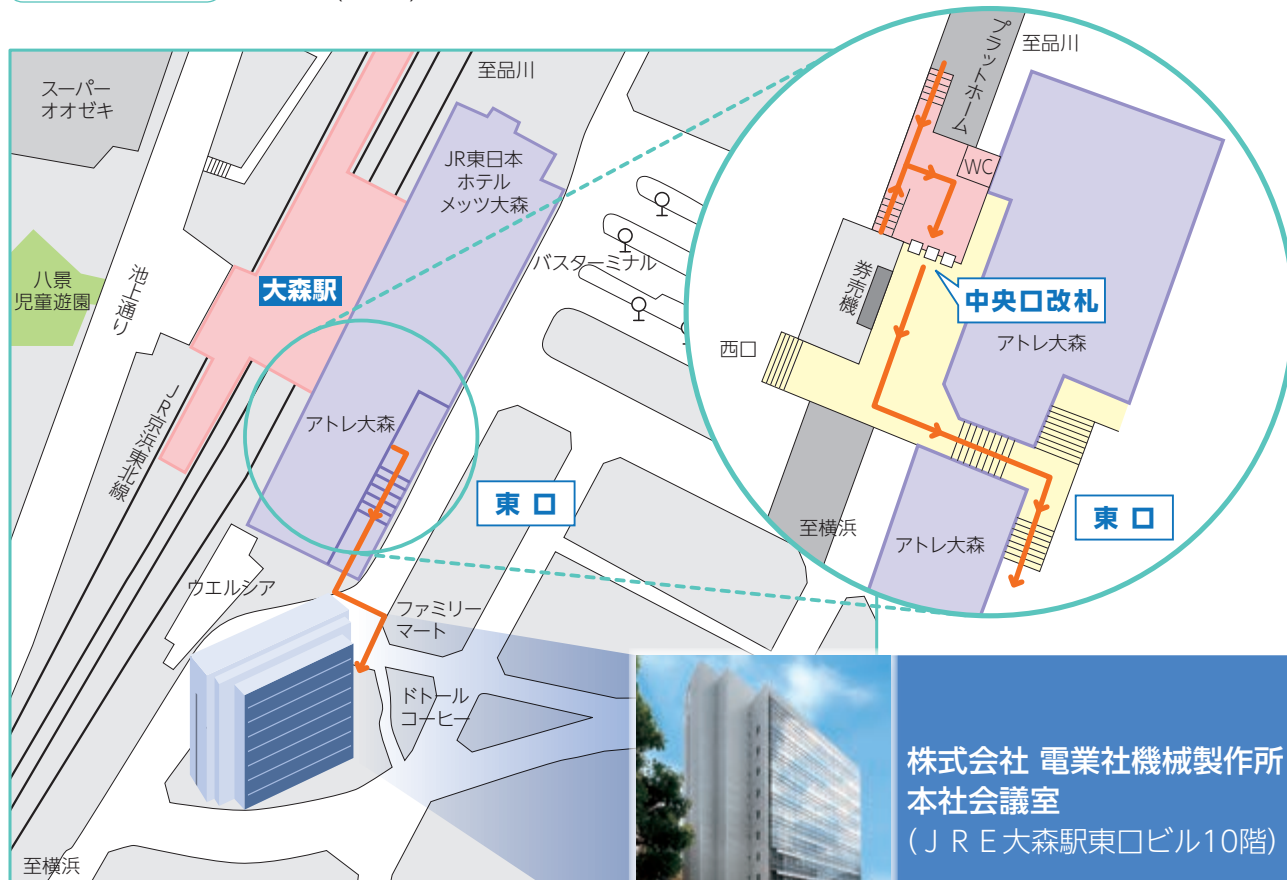 スーパー
オオゼキ
至品川
JR東日本
ホテル
メッツ大森
バスターミナル
八景
児童遊園
池上通り
大森駅
JR京浜東北線
アトレ大森
東口
ウエルシア
ファミリー
マート
ドトール
コーヒー
至横浜
プラットホーム
至品川
WC
券売機
中央口改札
西口
アトレ大森
至横浜
アトレ大森
東口
株式会社 電業社機械製作所
本社会議室
(JRE大森駅東口ビル10階)